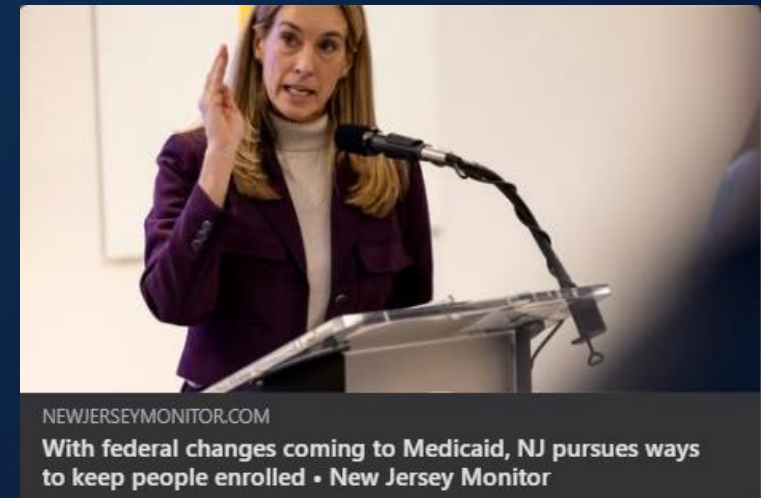 NEWJERSEYMONITOR.COM
With federal changes coming to Medicaid, NJ pursues ways
to keep people enrolled • New Jersey Monitor